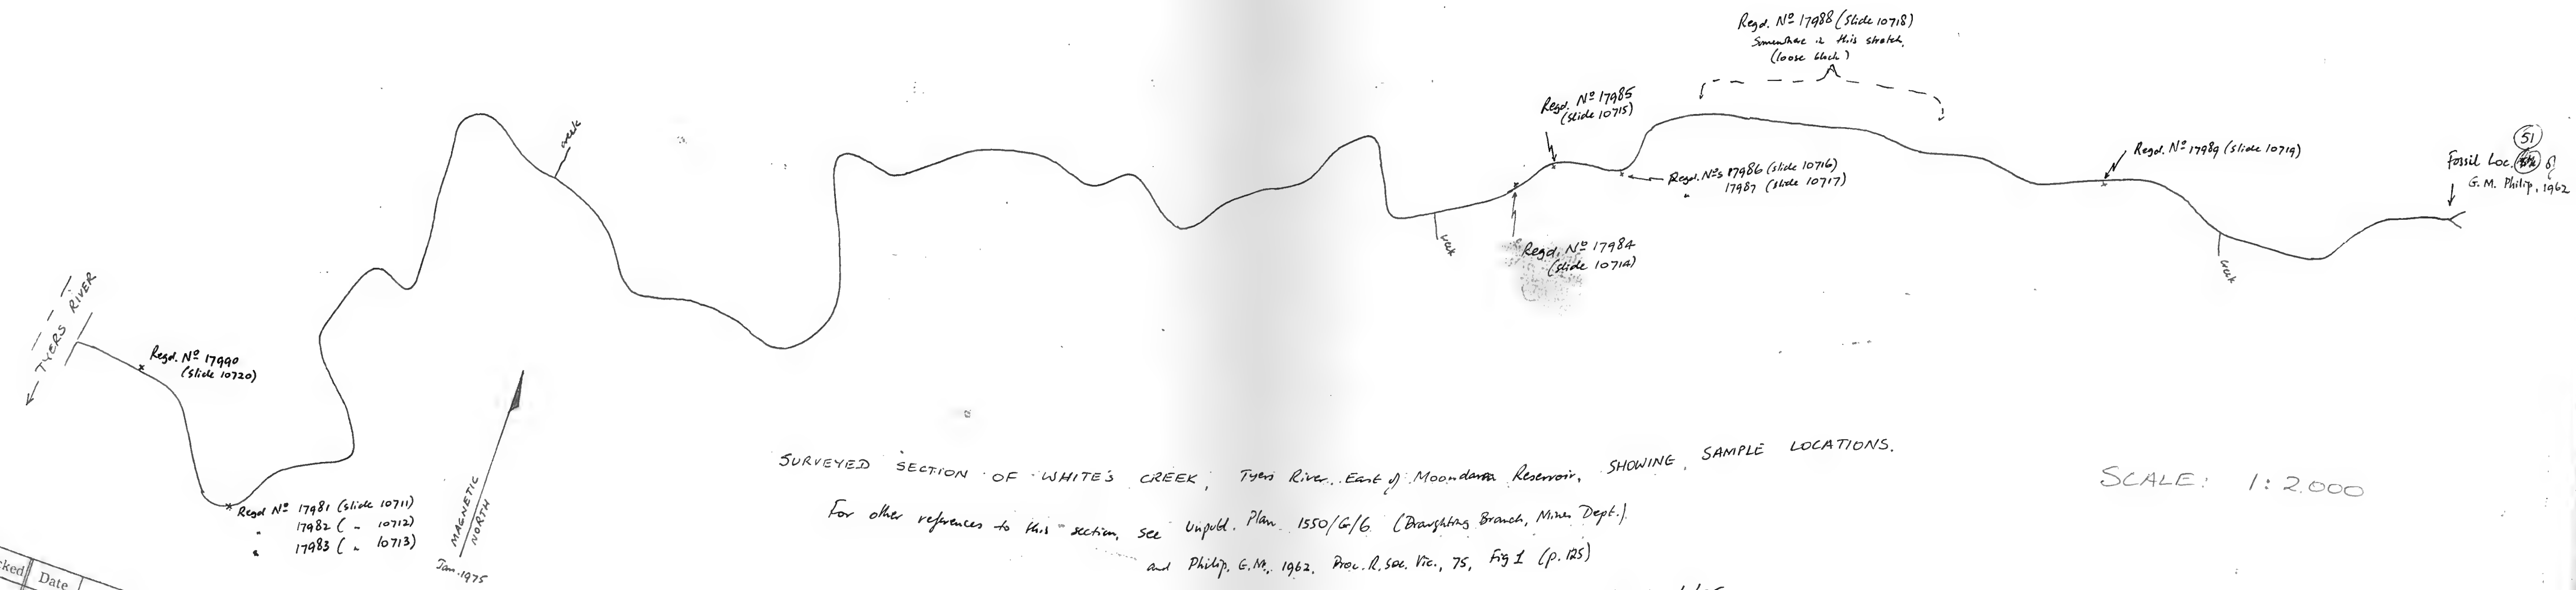 Regd. Nº 17988 (Slide 10718)
Somewhere in this stretch,
(loose block)
Regd. Nº 17985
(slide 10715)
51
Fossil Loc. of
G. M. Philip, 1962
Regd. Nº 17989 (slide 10719)
Regd. Nºs 17986 (slide 10716)
" 17987 (slide 10717)
creek
Regd. Nº 17984
(slide 10714)
creek
creek
← TYERS RIVER
Regd. Nº 17990
(slide 10720)
Regd Nº 17981 (slide 10711)
" 17982 ( " 10712)
" 17983 ( " 10713)
MAGNETIC
NORTH
Jan. 1975
SURVEYED SECTION OF WHITE'S CREEK, Tyers River, East of Moondarra Reservoir, SHOWING SAMPLE LOCATIONS.
For other references to this section, see Unpubl. Plan 1550/G/6 (Draughting Branch, Mines Dept.)
and Philip, G.M., 1962, Proc. R. Soc. Vic., 75, Fig 1 (p. 125)
SCALE: 1:2,000
ked Date